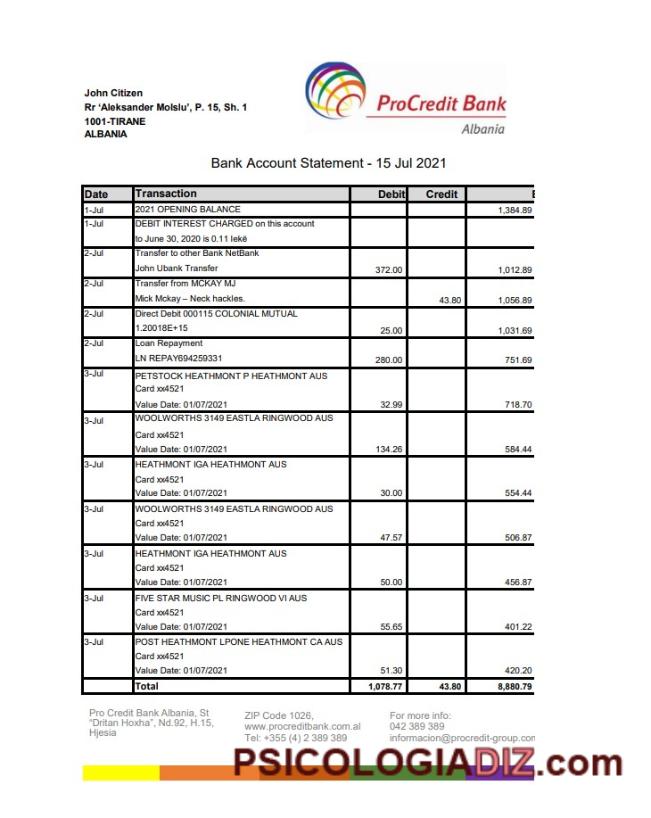 John Citizen
Rr ‘Aleksander Molslu’, P. 15, Sh. 1
1001-TIRANE
ALBANIA
ProCredit Bank
Albania
Bank Account Statement - 15 Jul 2021
Date Transaction Debit Credit
1-Jul 2021 OPENING BALANCE 1,384.89
1-Jul DEBIT INTEREST CHARGED on this account
to June 30, 2020 is 0.11 lekë
2-Jul Transfer to other Bank NetBank
John Ubank Transfer 372.00 1,012.89
2-Jul Transfer from MCKAY MJ
Mick Mckay – Neck hackles. 43.80 1,056.89
2-Jul Direct Debit 000115 COLONIAL MUTUAL
1.20018E+15 25.00 1,031.69
2-Jul Loan Repayment
LN REPAY694259331 280.00 751.69
3-Jul PETSTOCK HEATHMONT P HEATHMONT AUS
Card xx4521
Value Date: 01/07/2021 32.99 718.70
3-Jul WOOLWORTHS 3149 EASTLA RINGWOOD AUS
Card xx4521
Value Date: 01/07/2021 134.26 584.44
3-Jul HEATHMONT IGA HEATHMONT AUS
Card xx4521
Value Date: 01/07/2021 30.00 554.44
3-Jul WOOLWORTHS 3149 EASTLA RINGWOOD AUS
Card xx4521
Value Date: 01/07/2021 47.57 506.87
3-Jul HEATHMONT IGA HEATHMONT AUS
Card xx4521
Value Date: 01/07/2021 50.00 456.87
3-Jul FIVE STAR MUSIC PL RINGWOOD VI AUS
Card xx4521
Value Date: 01/07/2021 55.65 401.22
3-Jul POST HEATHMONT LPONE HEATHMONT CA AUS
Card xx4521
Value Date: 01/07/2021 51.30 420.20
Total 1,078.77 43.80 8,880.79
Pro Credit Bank Albania, St
“Dritan Hoxha”, Nd.92, H.15,
Hjesia
ZIP Code 1026,
www.procreditbank.com.al
Tel: +355 (4) 2 389 389
For more info:
042 389 389
informacion@procredit-group.con
PSICOLOGIADIZ.com